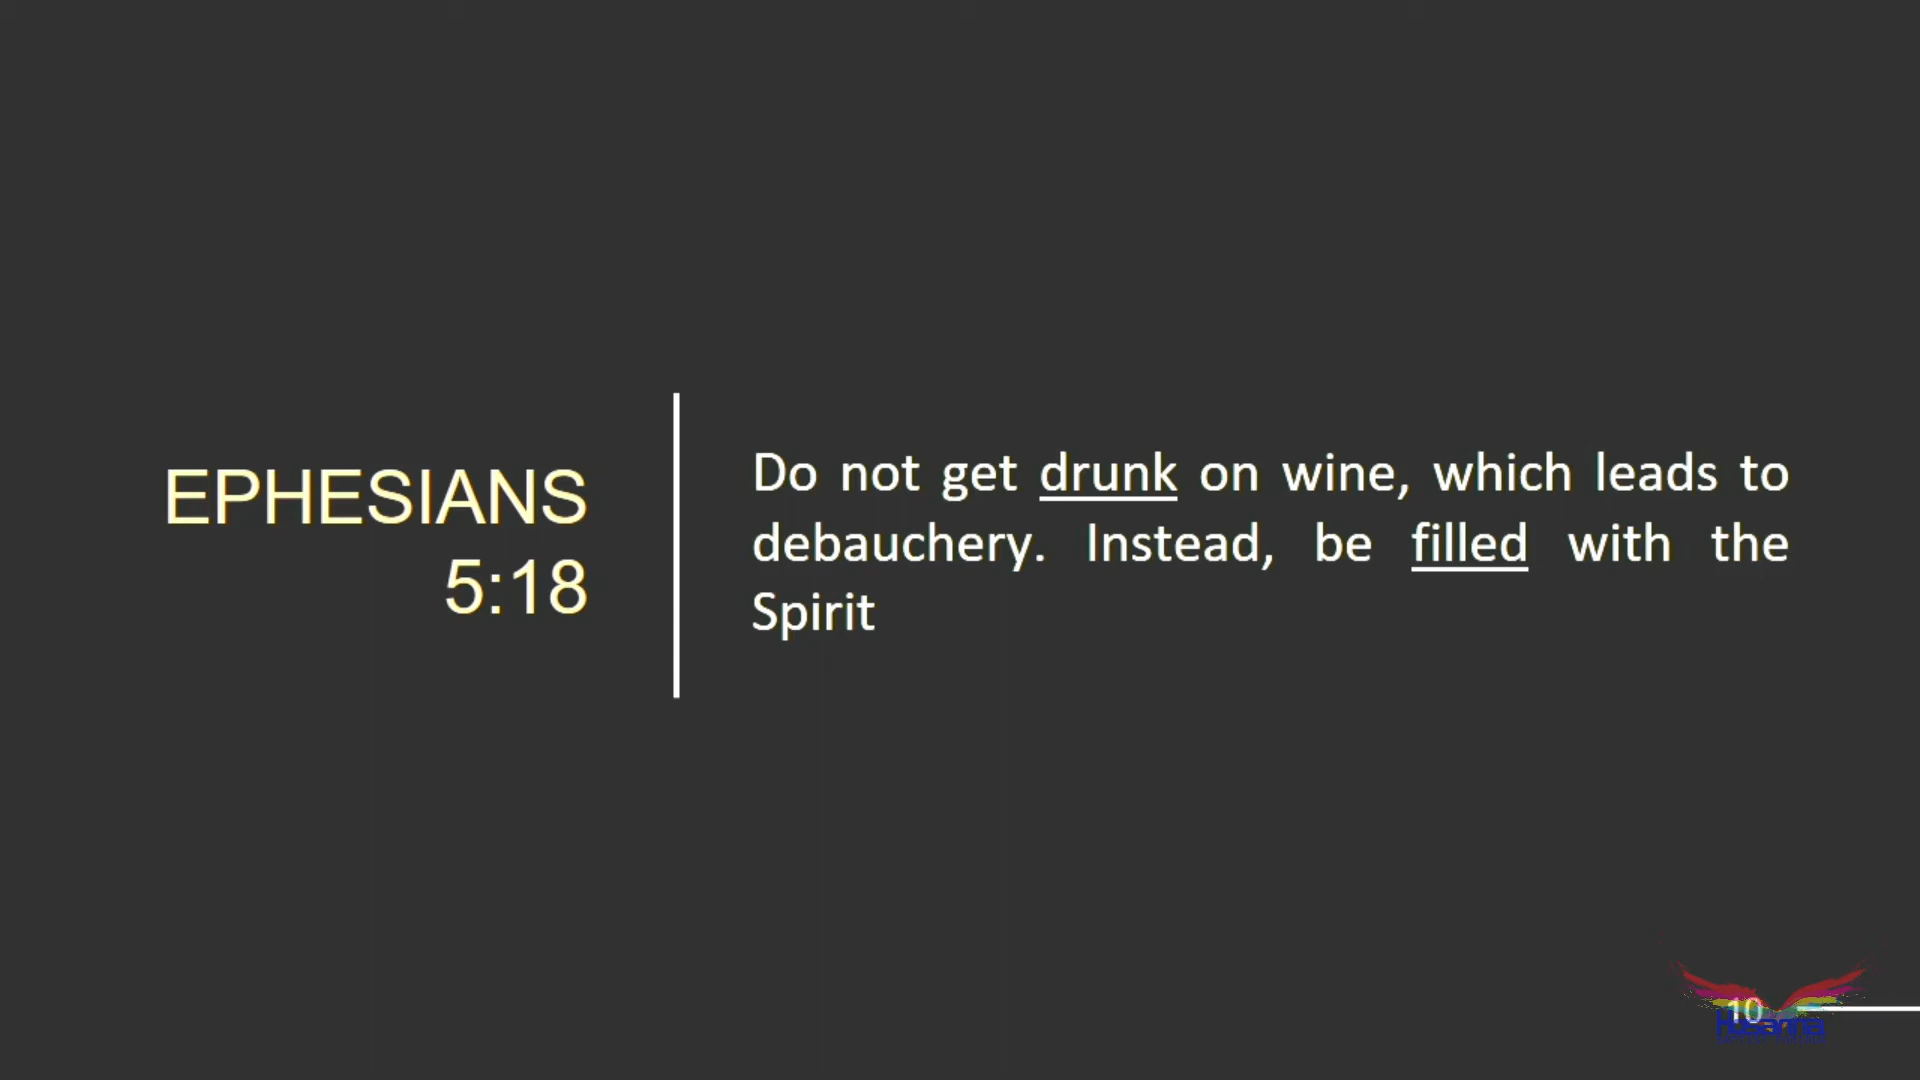 EPHESIANS
5:18
Do not get drunk on wine, which leads to
debauchery. Instead, be filled with the
Spirit
10
Hosanna